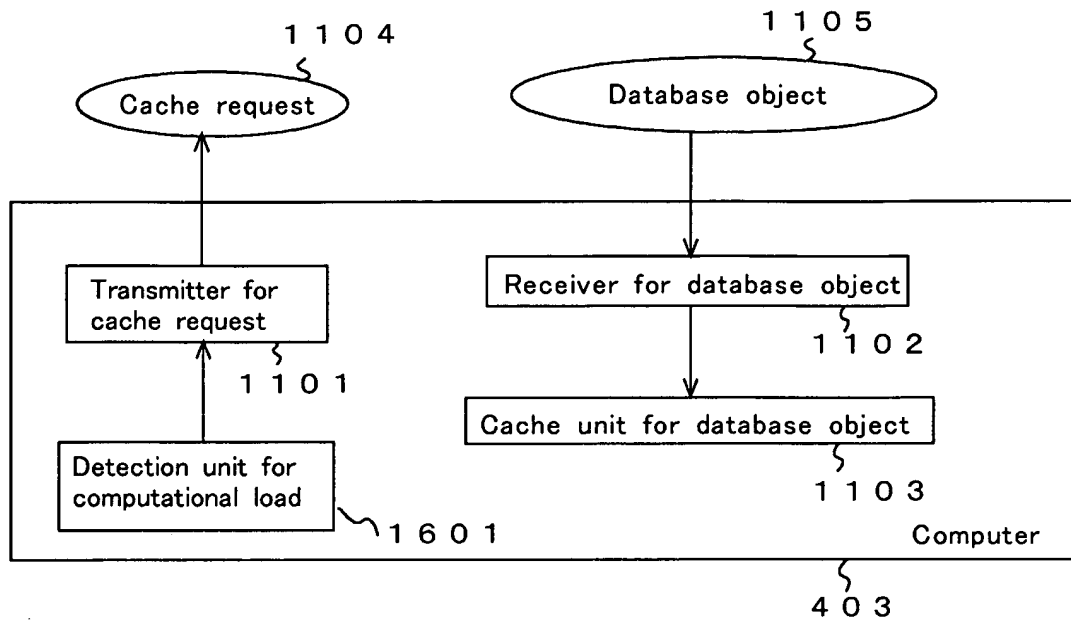 1104
Cache request
1105
Database object
Transmitter for
cache request
1101
Receiver for database object
1102
Detection unit for
computational load
1601
Cache unit for database object
1103
Computer
403